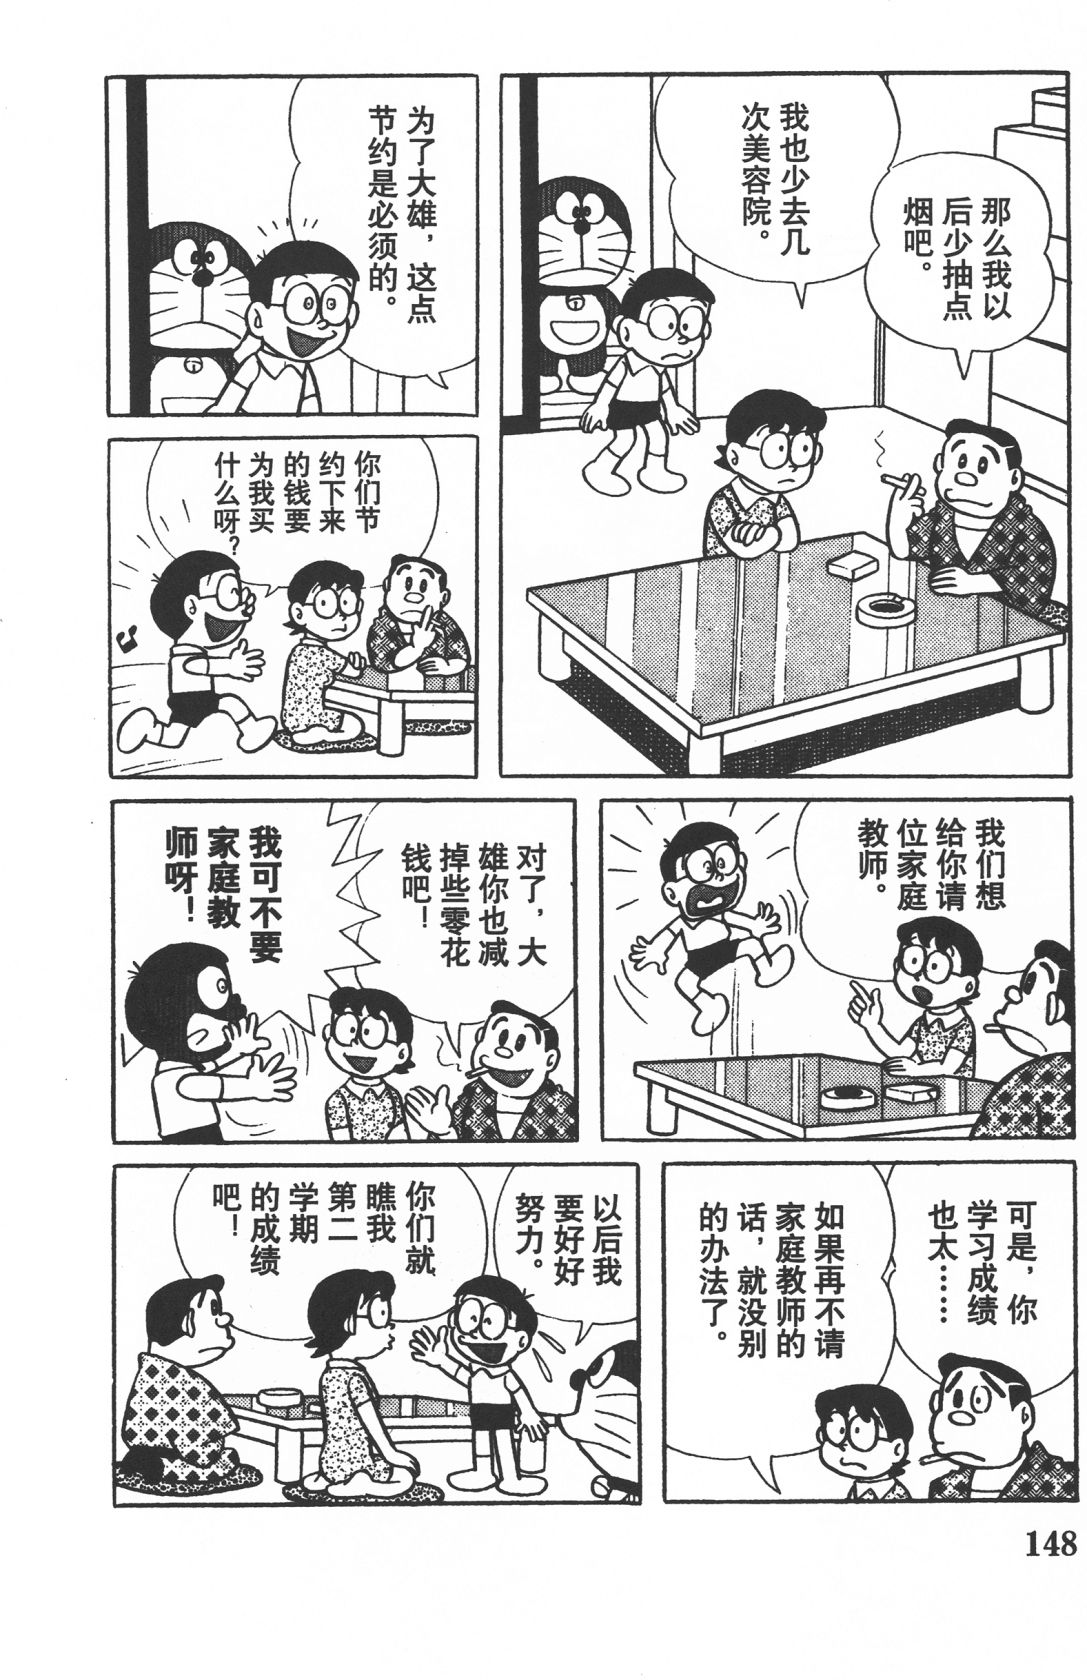 那么我以
后少抽点
烟吧。
我也少去几
次美容院。
为了大雄，这点
节约是必须的。
你们节
约下来
的钱要
为我买
什么呀？
我们想
给你请
位家庭
教师。
对了，大
雄你也减
掉些零花
钱吧！
我可不要
家庭教
师呀！
可是，你
学习成绩
也太……
如果再不请
家庭教师的
话，就没别
的办法了。
以后我
要好好
努力。
你们就
瞧我
第二
学期
的成绩
吧！
148